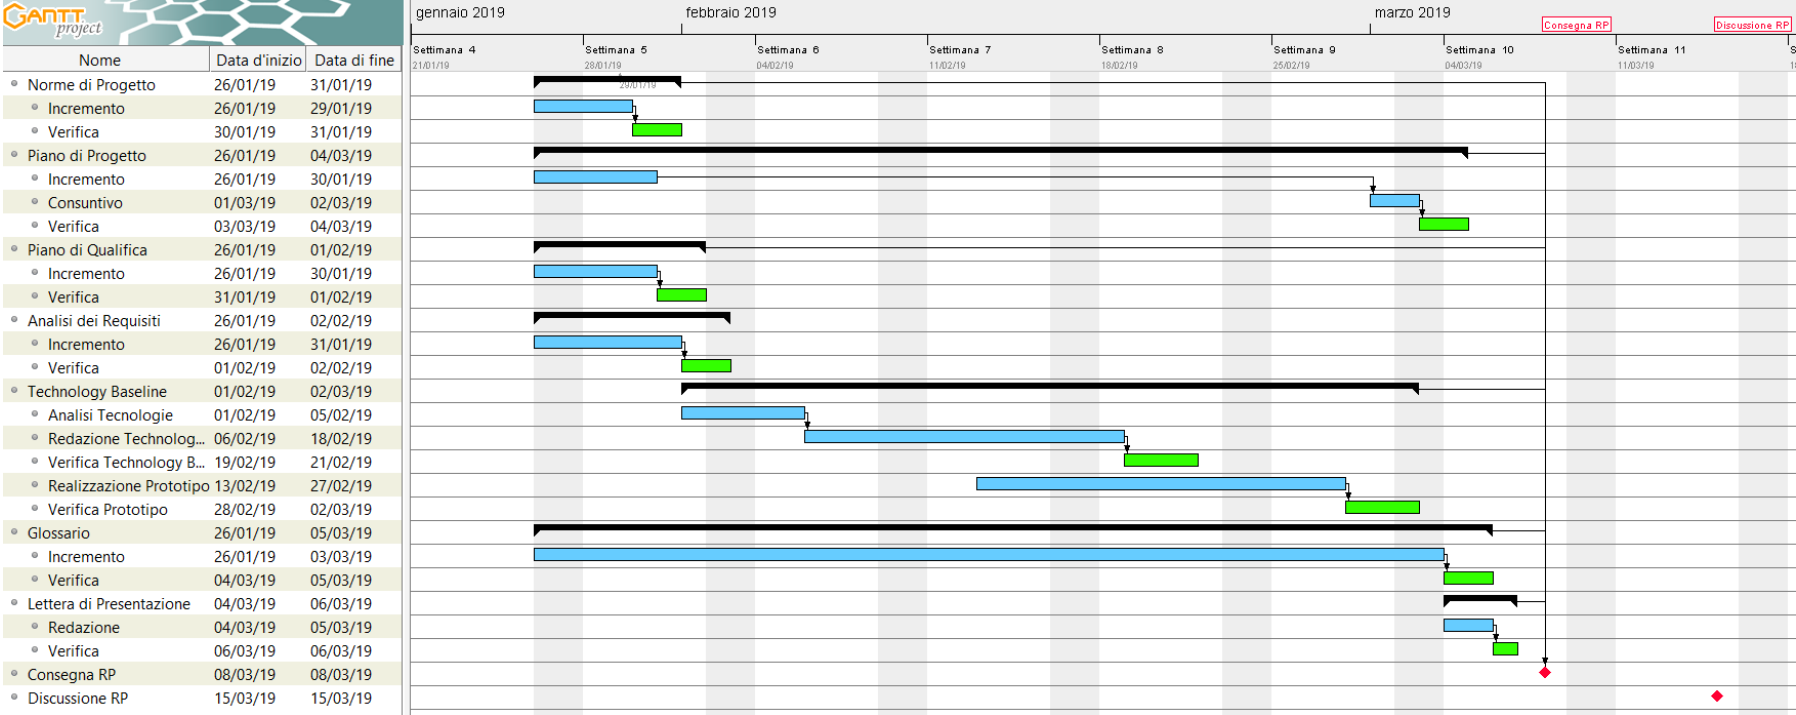 GANTT
project
gennaio 2019
febbraio 2019
marzo 2019
Consegna RP
Discussione RP
Settimana 4
Settimana 5
Settimana 6
Settimana 7
Settimana 8
Settimana 9
Settimana 10
Settimana 11
S
21/01/19
28/01/19
04/02/19
11/02/19
18/02/19
25/02/19
04/03/19
11/03/19
29/01/19
Nome Data d'inizio Data di fine
Norme di Progetto 26/01/19 31/01/19
Incremento 26/01/19 29/01/19
Verifica 30/01/19 31/01/19
Piano di Progetto 26/01/19 04/03/19
Incremento 26/01/19 30/01/19
Consuntivo 01/03/19 02/03/19
Verifica 03/03/19 04/03/19
Piano di Qualifica 26/01/19 01/02/19
Incremento 26/01/19 30/01/19
Verifica 31/01/19 01/02/19
Analisi dei Requisiti 26/01/19 02/02/19
Incremento 26/01/19 31/01/19
Verifica 01/02/19 02/02/19
Technology Baseline 01/02/19 02/03/19
Analisi Tecnologie 01/02/19 05/02/19
Redazione Technolog... 06/02/19 18/02/19
Verifica Technology B... 19/02/19 21/02/19
Realizzazione Prototipo 13/02/19 27/02/19
Verifica Prototipo 28/02/19 02/03/19
Glossario 26/01/19 05/03/19
Incremento 26/01/19 03/03/19
Verifica 04/03/19 05/03/19
Lettera di Presentazione 04/03/19 06/03/19
Redazione 04/03/19 05/03/19
Verifica 06/03/19 06/03/19
Consegna RP 08/03/19 08/03/19
Discussione RP 15/03/19 15/03/19